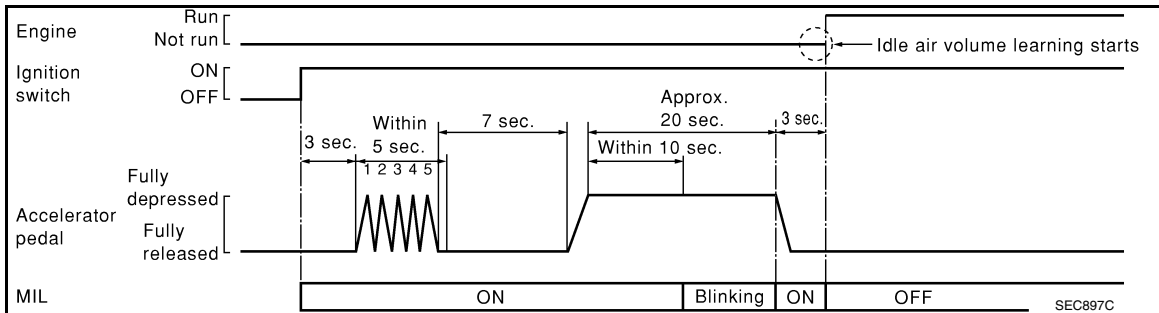 Engine
Run
Not run
Idle air volume learning starts
Ignition
switch
ON
OFF
3 sec.
Within
5 sec.
1 2 3 4 5
7 sec.
Approx.
20 sec.
Within 10 sec.
3 sec.
Accelerator
pedal
Fully
depressed
Fully
released
MIL
ON
Blinking
ON
OFF
SEC897C